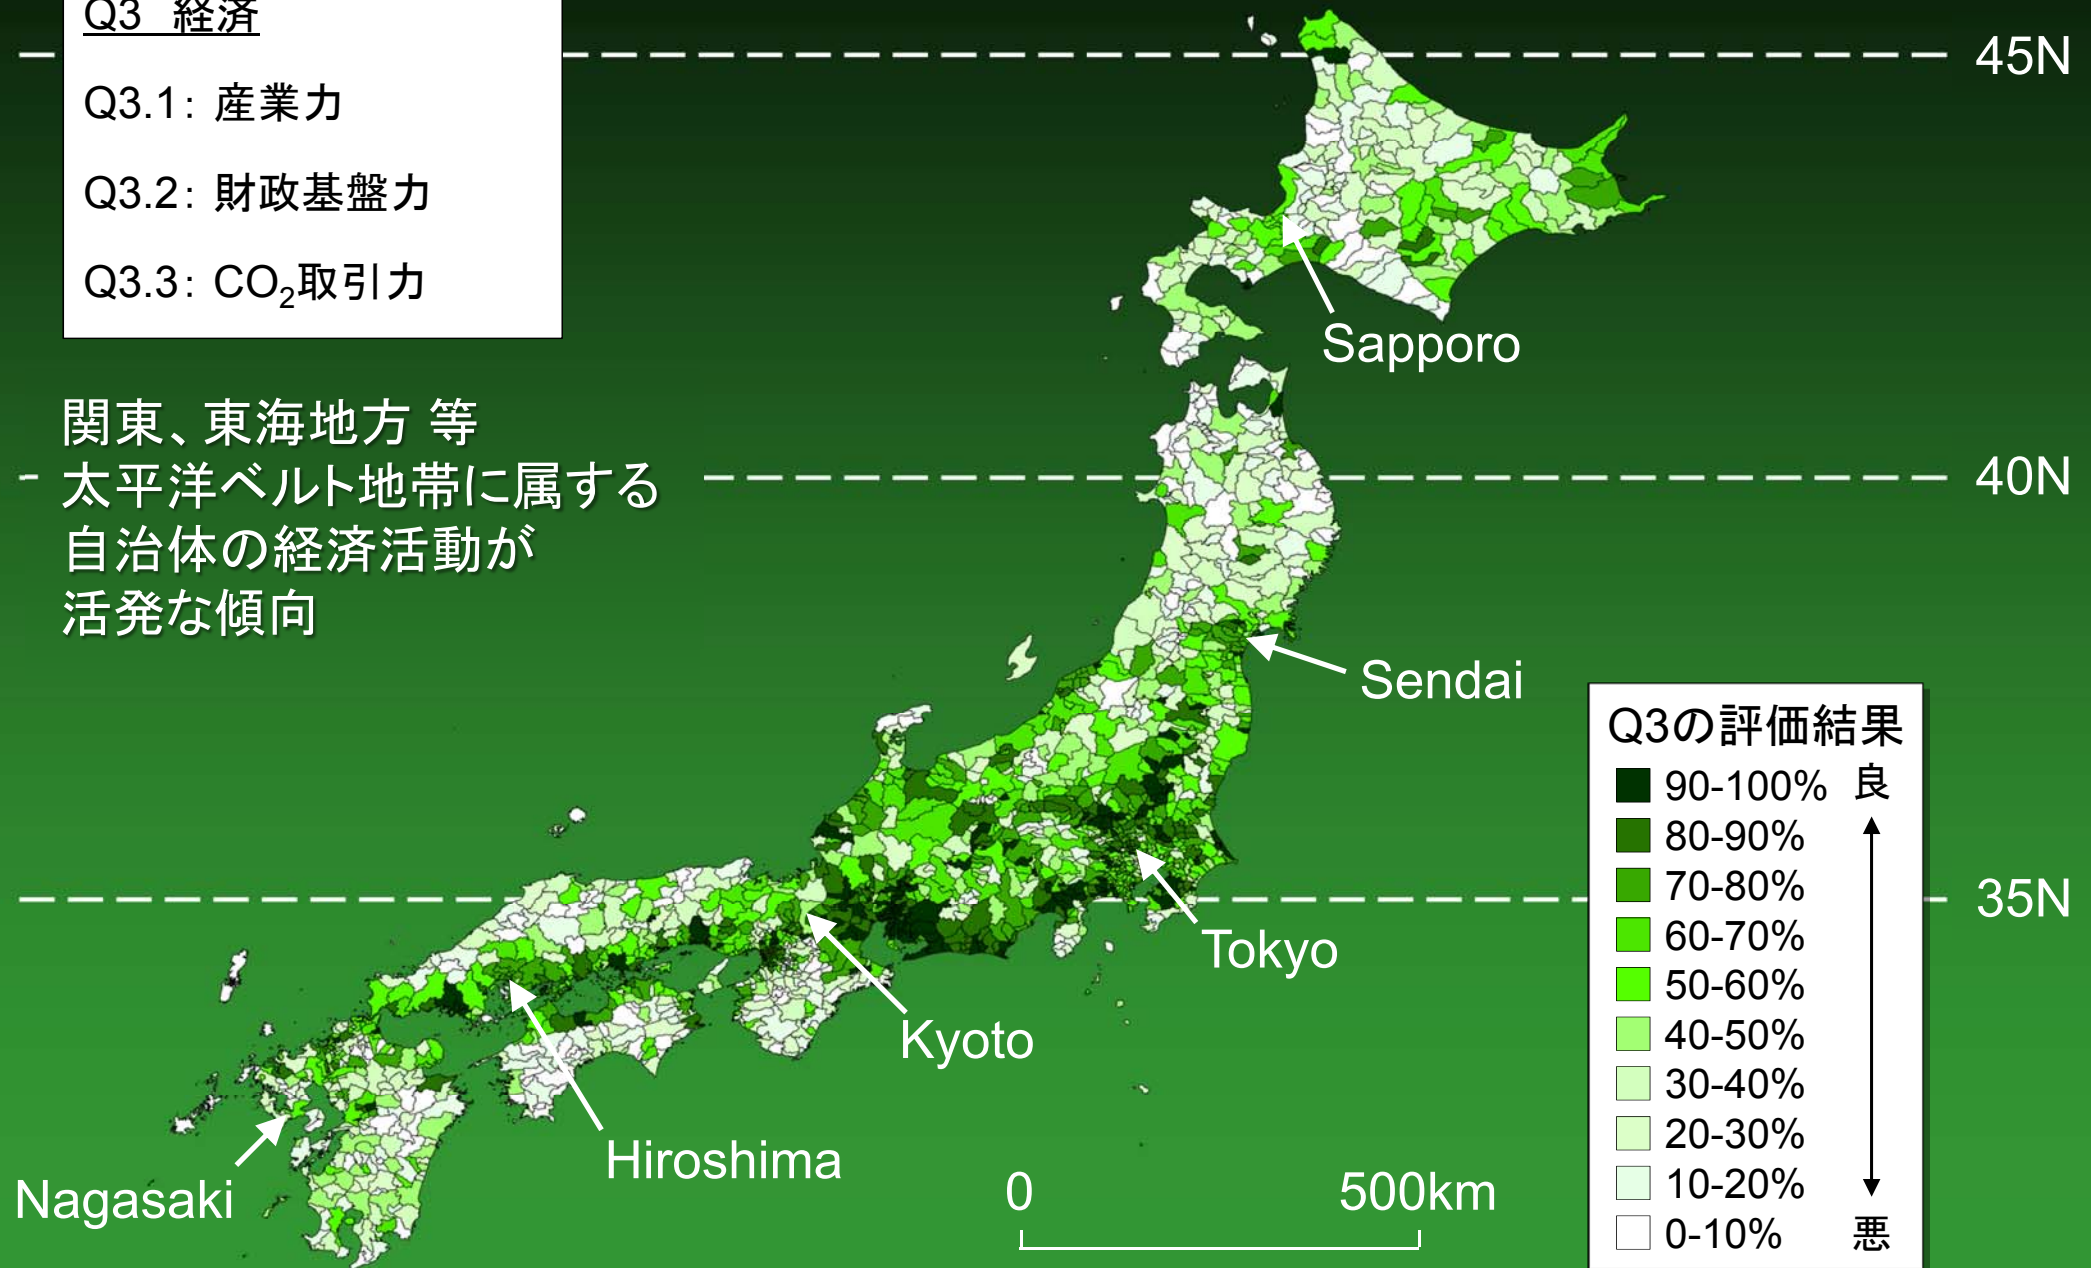 Q3 経済
Q3.1： 産業力
Q3.2： 財政基盤力
Q3.3： CO₂取引力
関東、東海地方 等
太平洋ベルト地帯に属する
自治体の経済活動が
活発な傾向
45N
40N
35N
Sapporo
Sendai
Tokyo
Kyoto
Hiroshima
Nagasaki
0 500km
Q3の評価結果
90-100% 良
80-90%
70-80%
60-70%
50-60%
40-50%
30-40%
20-30%
10-20%
0-10% 悪